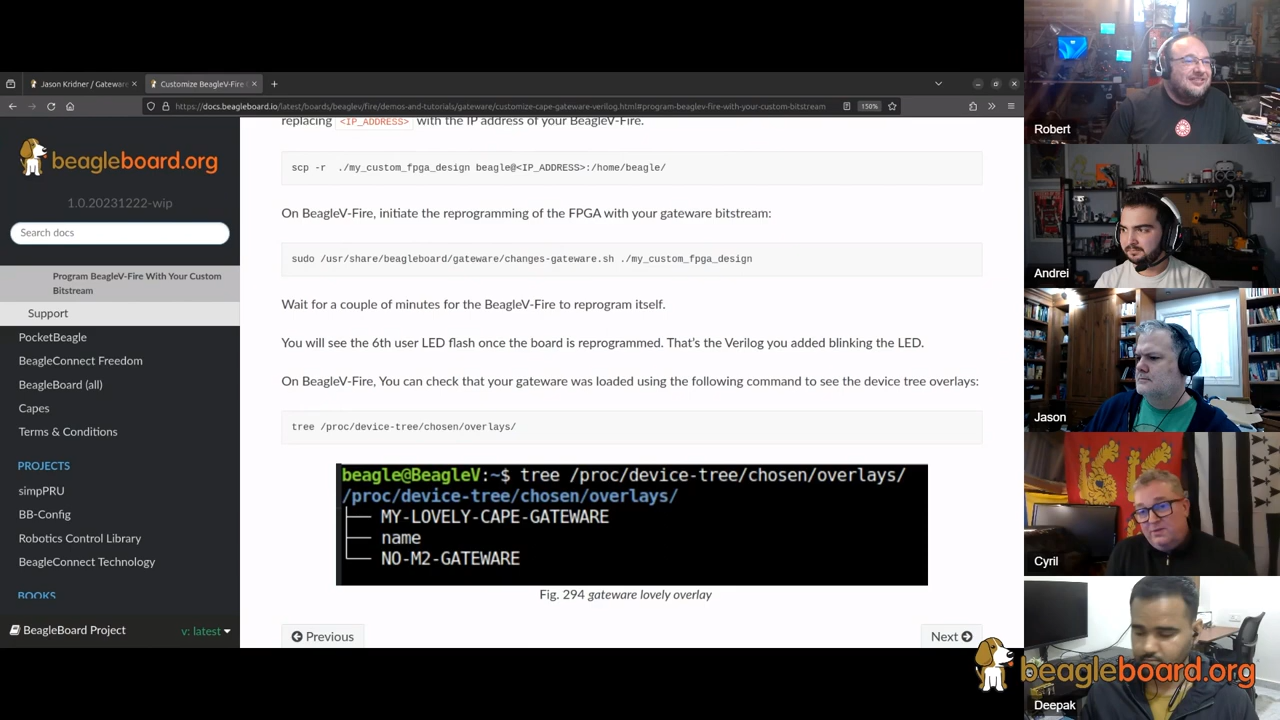 Jason Kridner / Gateware
Customize BeagleV-Fire
https://docs.beagleboard.io/latest/boards/beaglev/fire/demos-and-tutorials/gateware/customize-cape-gateware-verilog.html#program-beaglev-fire-with-your-custom-bitstream
150%
beagleboard.org
1.0.20231222-wip
Search docs
Program BeagleV-Fire With Your Custom
Bitstream
Support
PocketBeagle
BeagleConnect Freedom
BeagleBoard (all)
Capes
Terms & Conditions
PROJECTS
simpPRU
BB-Config
Robotics Control Library
BeagleConnect Technology
BOOKS
BeagleBoard Project
v: latest
replacing <IP_ADDRESS> with the IP address of your BeagleV-Fire.
scp -r  ./my_custom_fpga_design beagle@<IP_ADDRESS>:/home/beagle/
On BeagleV-Fire, initiate the reprogramming of the FPGA with your gateware bitstream:
sudo /usr/share/beagleboard/gateware/changes-gateware.sh ./my_custom_fpga_design
Wait for a couple of minutes for the BeagleV-Fire to reprogram itself.
You will see the 6th user LED flash once the board is reprogrammed. That's the Verilog you added blinking the LED.
On BeagleV-Fire, You can check that your gateware was loaded using the following command to see the device tree overlays:
tree /proc/device-tree/chosen/overlays/
beagle@BeagleV:~$ tree /proc/device-tree/chosen/overlays/
/proc/device-tree/chosen/overlays/
├── MY-LOVELY-CAPE-GATEWARE
├── name
└── NO-M2-GATEWARE
Fig. 294 gateware lovely overlay
Previous
Next
Robert
Andrei
Jason
Cyril
beagleboard.org
Deepak